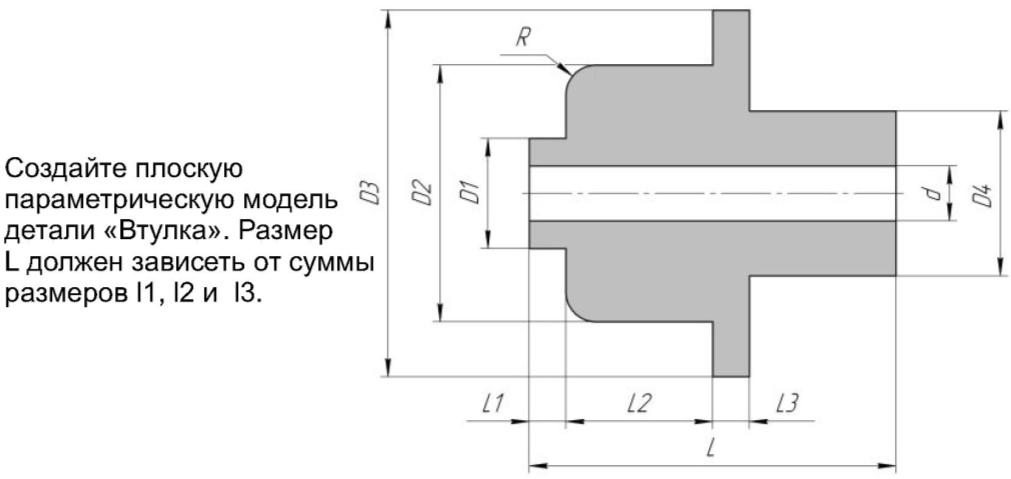 Создайте плоскую
параметрическую модель
детали «Втулка». Размер
L должен зависеть от суммы
размеров l1, l2 и l3.
R
D3
D2
D1
d
D4
L1
L2
L3
L